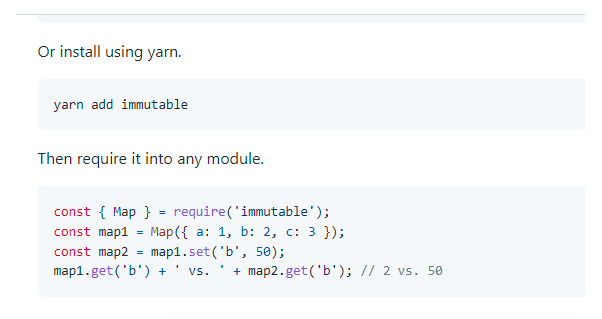 Or install using yarn.
yarn add immutable
Then require it into any module.
const { Map } = require('immutable');
const map1 = Map({ a: 1, b: 2, c: 3 });
const map2 = map1.set('b', 50);
map1.get('b') + ' vs. ' + map2.get('b'); // 2 vs. 50